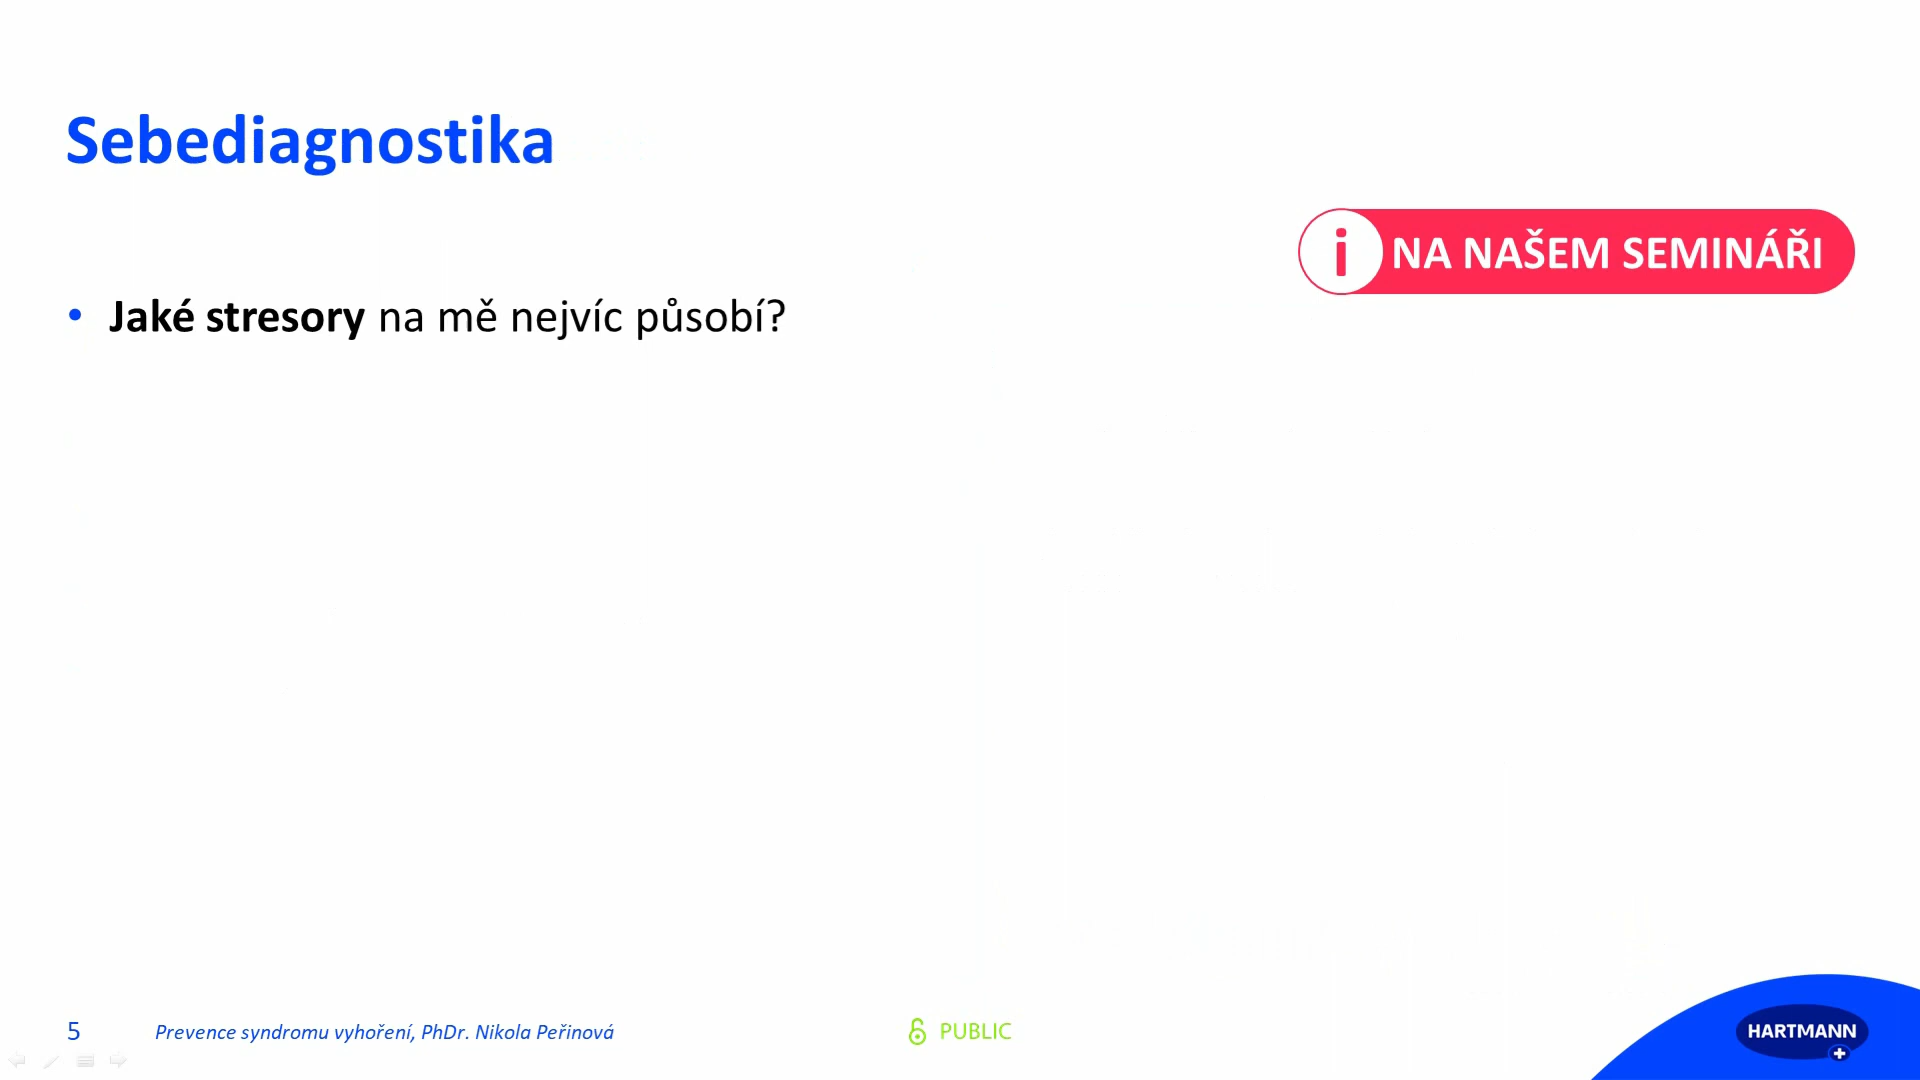 Sebediagnostika
i NA NAŠEM SEMINÁŘI
• Jaké stresory na mě nejvíc působí?
5 Prevence syndromu vyhoření, PhDr. Nikola Peřinová PUBLIC
HARTMANN